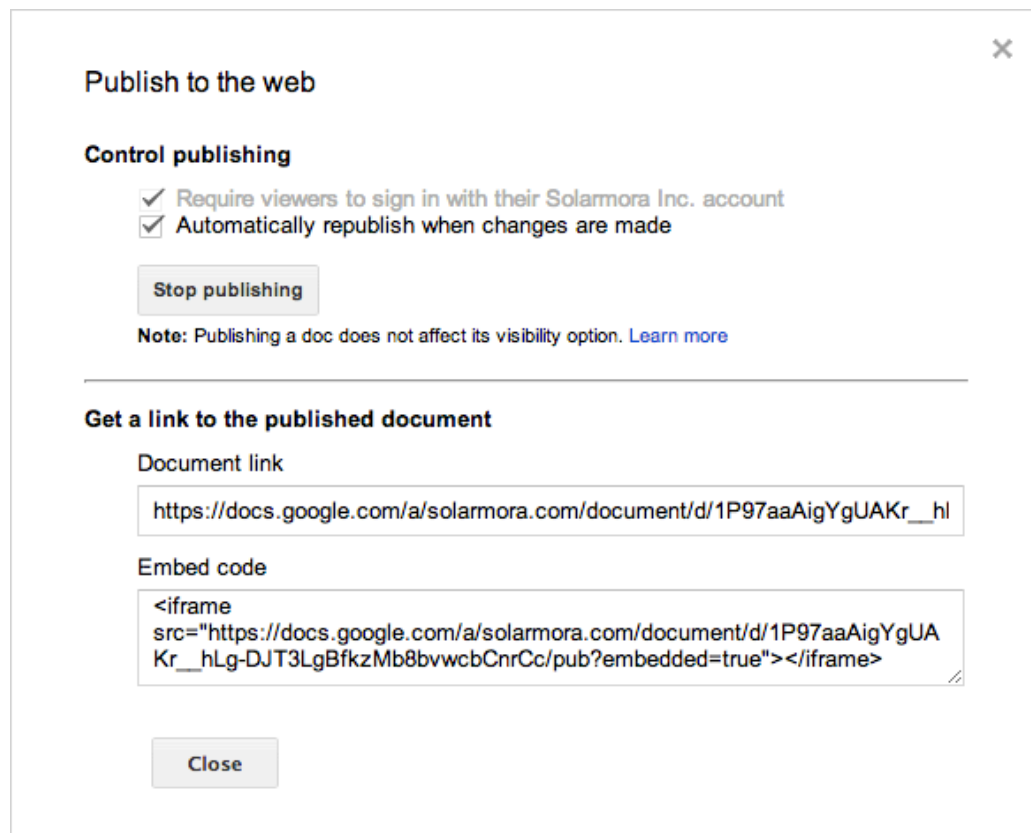 Publish to the web
Control publishing
Require viewers to sign in with their Solarmora Inc. account
Automatically republish when changes are made
Stop publishing
Note: Publishing a doc does not affect its visibility option. Learn more
Get a link to the published document
Document link
https://docs.google.com/a/solarmora.com/document/d/1P97aaAigYgUAKr__hl
Embed code
<iframe
src="https://docs.google.com/a/solarmora.com/document/d/1P97aaAigYgUA
Kr__hLg-DJT3LgBfkzMb8bvwcbCnrCc/pub?embedded=true"></iframe>
Close